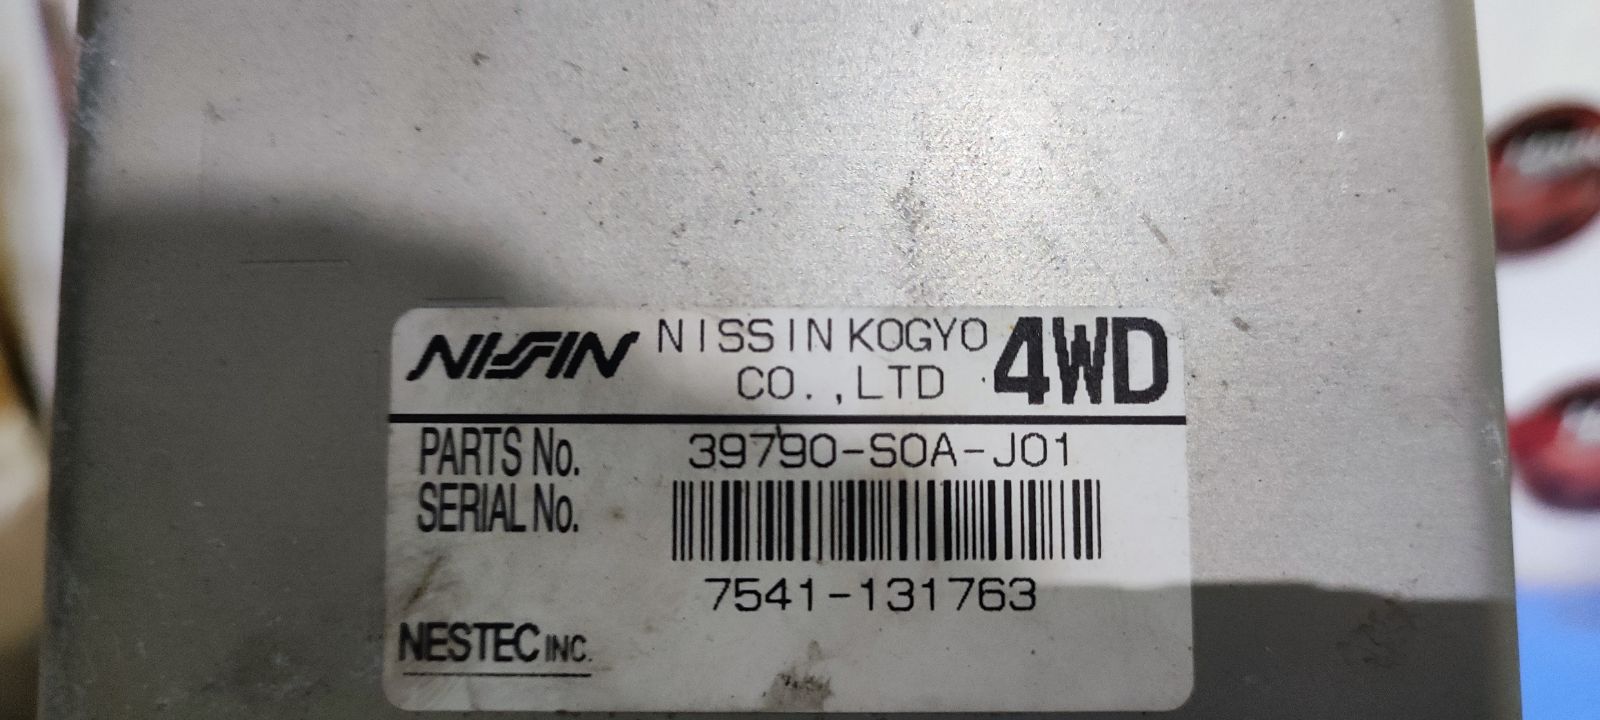 NISSIN NISSIN KOGYO 4WD
CO.,LTD
PARTS No. 39790-S0A-J01
SERIAL No.
7541-131763
NESTEC INC.